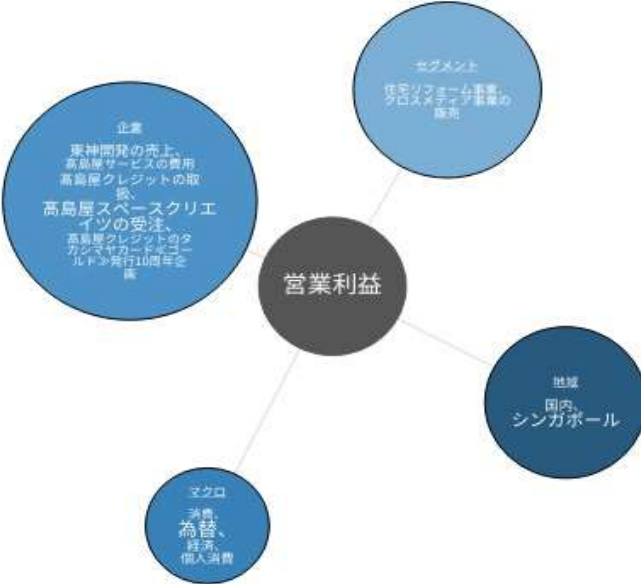 セグメント
住宅リフォーム事業、
クロスメディア事業の
販売
企業
東神開発の売上、
髙島屋サービスの費用
髙島屋クレジットの取
扱、
髙島屋スペースクリエ
イツの受注、
髙島屋クレジットのタ
カシマヤカード≪ゴー
ルド≫発行10周年企
画
営業利益
地域
国内、
シンガポール
マクロ
消費、
為替、
経済、
個人消費